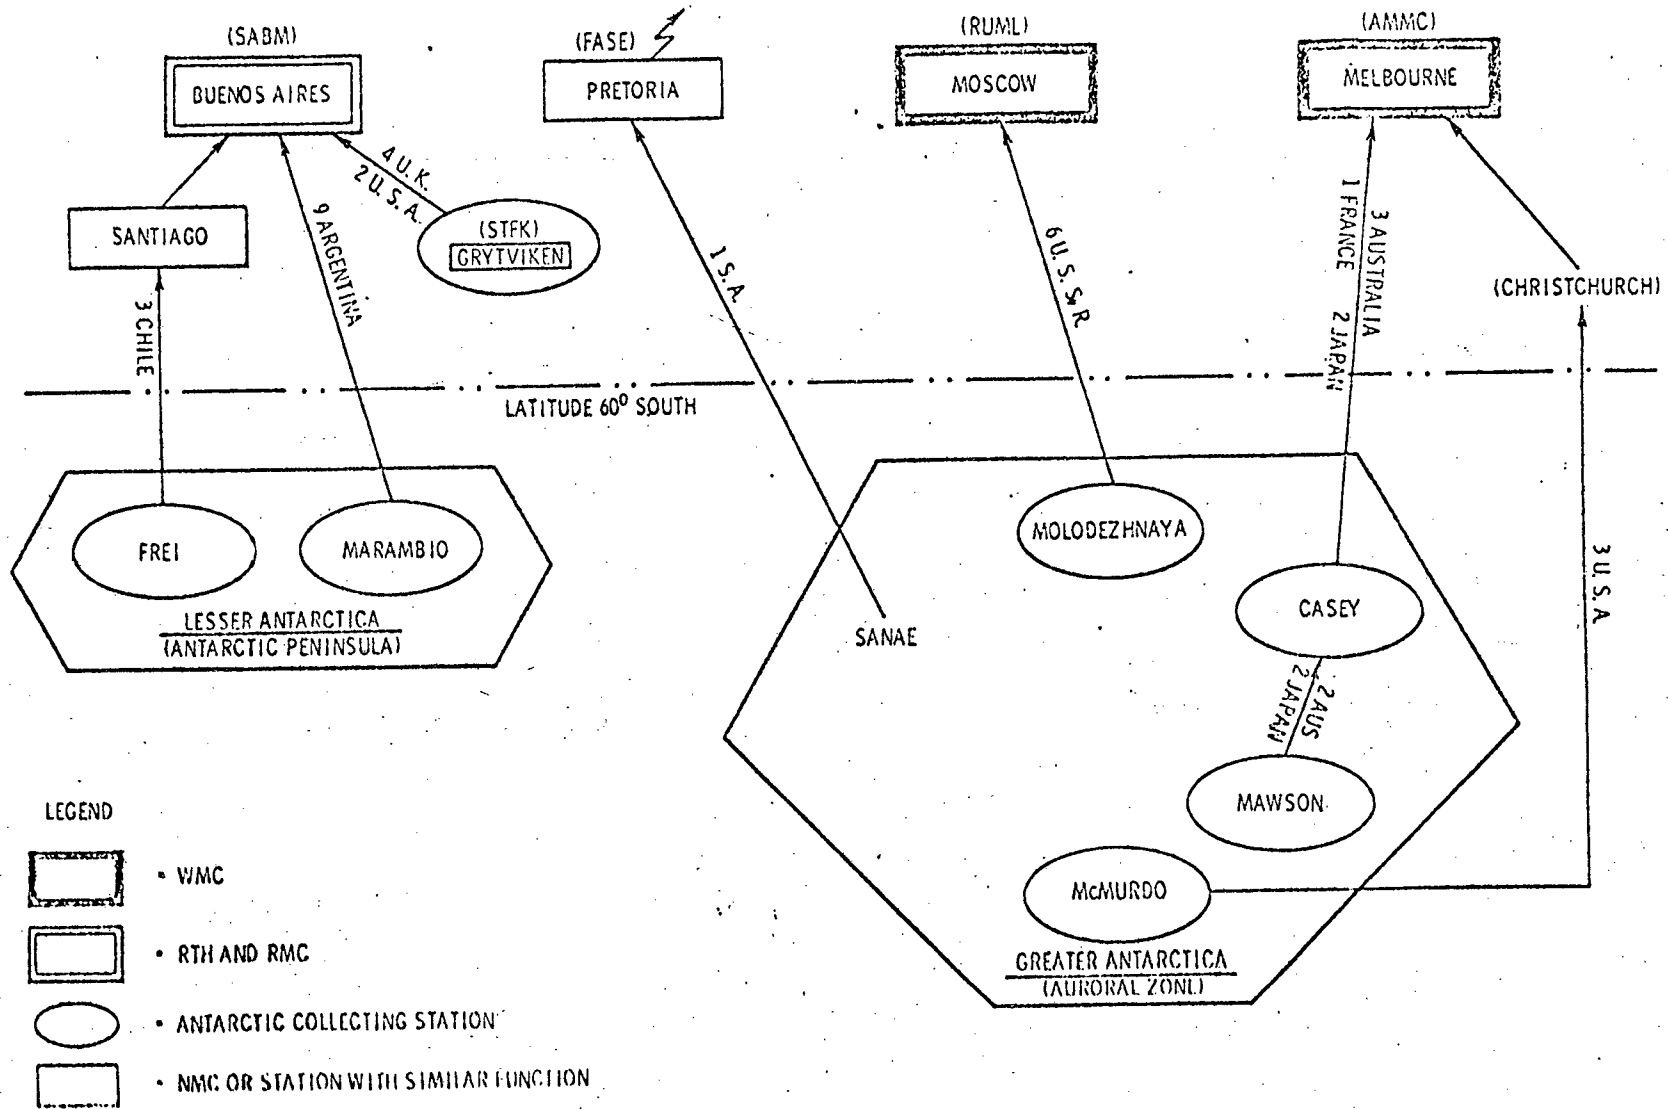 (SABM)
BUENOS AIRES
(FASE)
PRETORIA
(RUML)
MOSCOW
(AMMC)
MELBOURNE
4 U. K.
2 U. S. A.
SANTIAGO
(STFK)
GRYTVIKEN
9 ARGENTINA
3 CHILE
1 S. A.
6 U. S. S. R
3 AUSTRALIA
1 FRANCE 2 JAPAN
(CHRISTCHURCH)
LATITUDE 60⁰ SOUTH
FREI
MARAMBIO
LESSER ANTARCTICA
(ANTARCTIC PENINSULA)
MOLODEZHNAYA
CASEY
SANAE
3 U. S. A
2 AUS
2 JAPAN
MAWSON
McMURDO
GREATER ANTARCTICA
(AURORAL ZONE)
LEGEND
• WMC
• RTH AND RMC
• ANTARCTIC COLLECTING STATION
• NMC OR STATION WITH SIMILAR FUNCTION